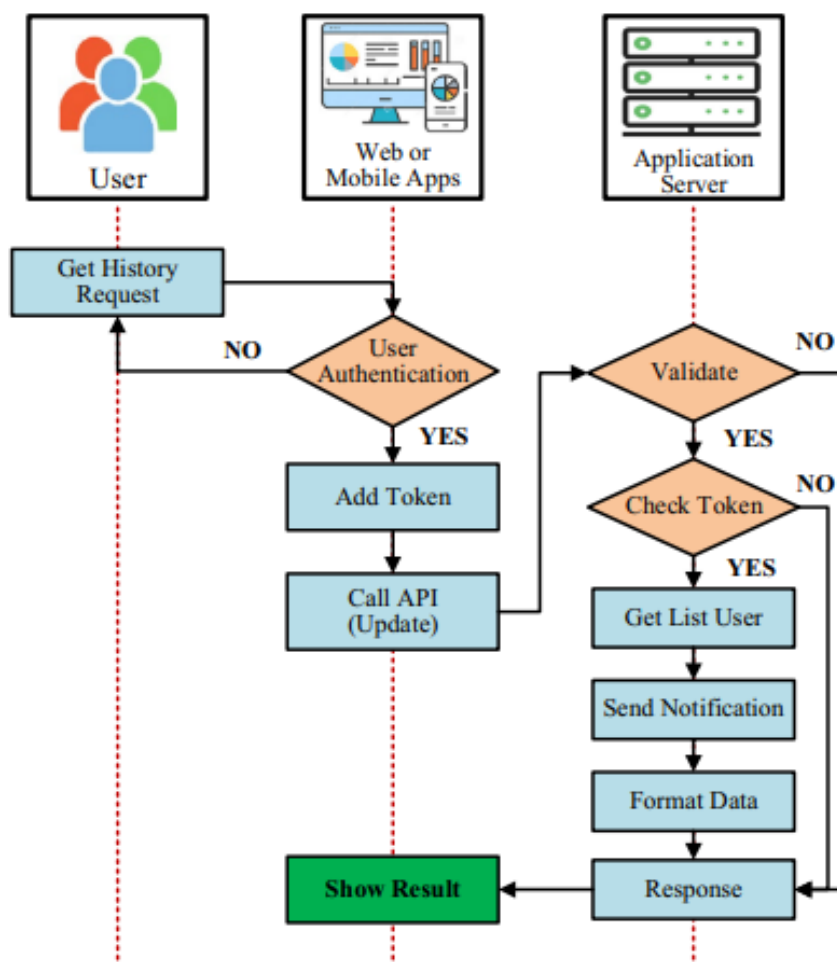 User
Web or
Mobile Apps
Application
Server
Get History
Request
NO
User
Authentication
YES
Add Token
Call API
(Update)
Validate
NO
YES
Check Token
NO
YES
Get List User
Send Notification
Format Data
Response
Show Result